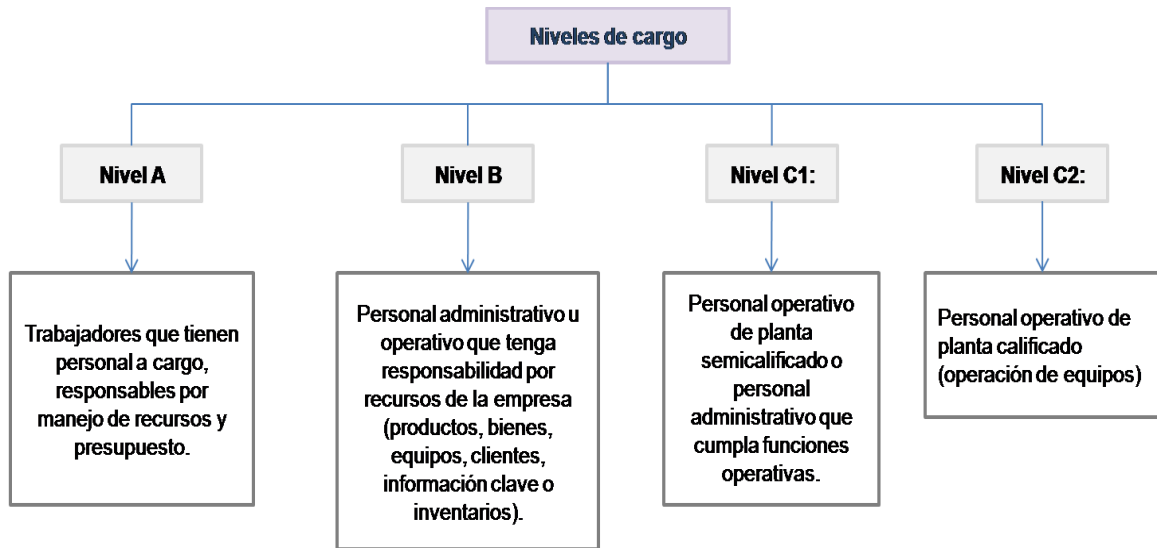 Niveles de cargo
Nivel A
Nivel B
Nivel C1:
Nivel C2:
Trabajadores que tienen
personal a cargo,
responsables por
manejo de recursos y
presupuesto.
Personal administrativo u
operativo que tenga
responsabilidad por
recursos de la empresa
(productos, bienes,
equipos, clientes,
información clave o
inventarios).
Personal operativo
de planta
semicalificado o
personal
administrativo que
cumpla funciones
operativas.
Personal operativo de
planta calificado
(operación de equipos)